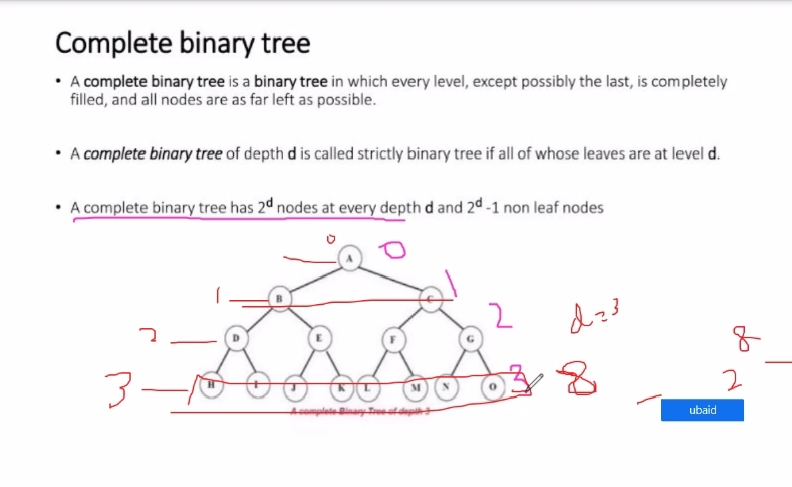 Complete binary tree
• A complete binary tree is a binary tree in which every level, except possibly the last, is completely
filled, and all nodes are as far left as possible.
• A complete binary tree of depth d is called strictly binary tree if all of whose leaves are at level d.
• A complete binary tree has 2^d nodes at every depth d and 2^d -1 non leaf nodes
0 A 0
1 B C 1
2 D E F G 2 d=3
8
3 H I J K L M N O 3 8 2
ubaid
A complete Binary Tree of depth 3